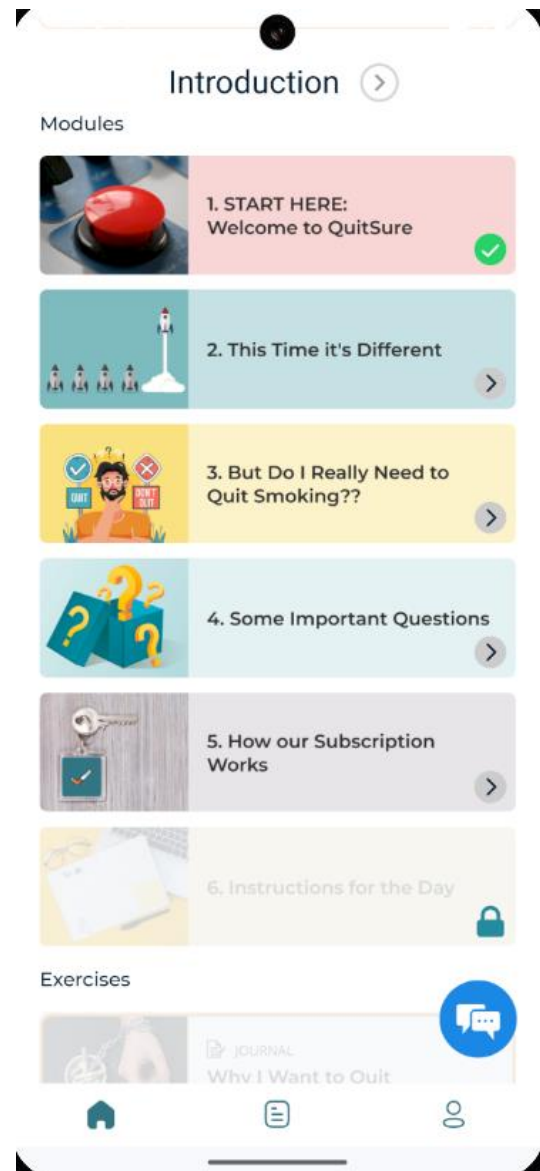 Introduction
Modules
1. START HERE:
Welcome to QuitSure
2. This Time it's Different
3. But Do I Really Need to
Quit Smoking??
QUIT
DON'T
QUIT
4. Some Important Questions
5. How our Subscription
Works
6. Instructions for the Day
Exercises
JOURNAL
Why I Want to Quit